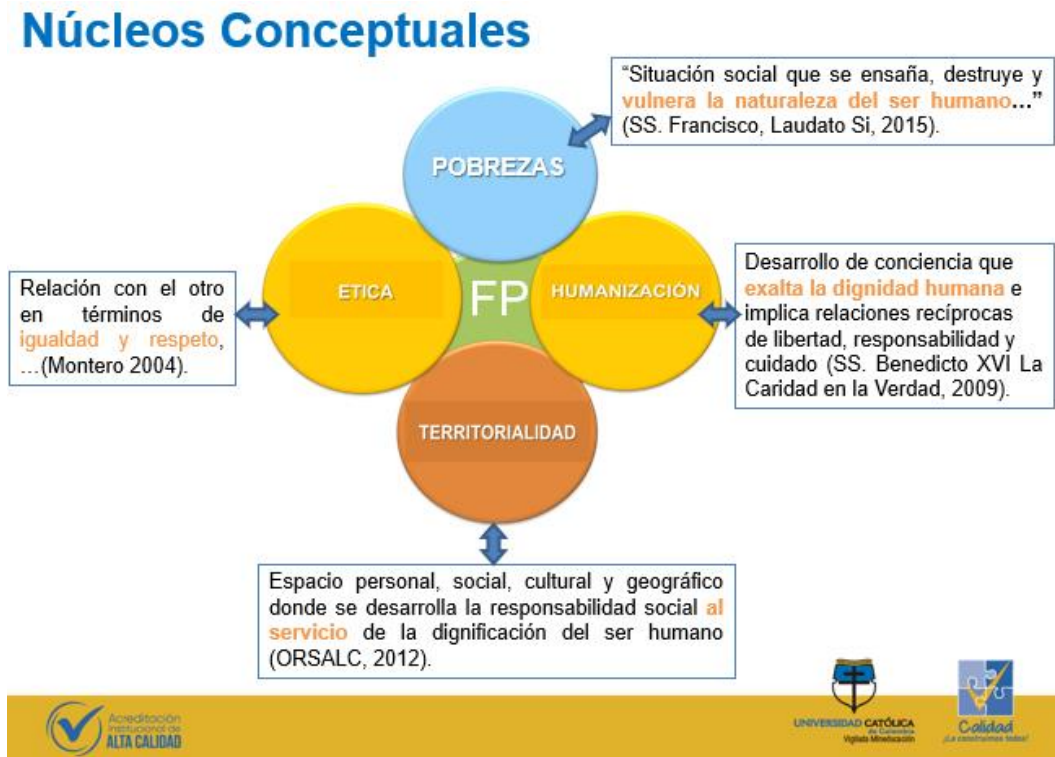 Núcleos Conceptuales
“Situación social que se ensaña, destruye y
vulnera la naturaleza del ser humano…”
(SS. Francisco, Laudato Si, 2015).
POBREZAS
Relación con el otro
en términos de
igualdad y respeto,
…(Montero 2004).
ETICA
FP
HUMANIZACIÓN
Desarrollo de conciencia que
exalta la dignidad humana e
implica relaciones recíprocas
de libertad, responsabilidad y
cuidado (SS. Benedicto XVI La
Caridad en la Verdad, 2009).
TERRITORIALIDAD
Espacio personal, social, cultural y geográfico
donde se desarrolla la responsabilidad social al
servicio de la dignificación del ser humano
(ORSALC, 2012).
Acreditación
Institucional de
ALTA CALIDAD
UNIVERSIDAD CATÓLICA
de Colombia
Vigilada Mineducación
Calidad
¡La construimos todos!